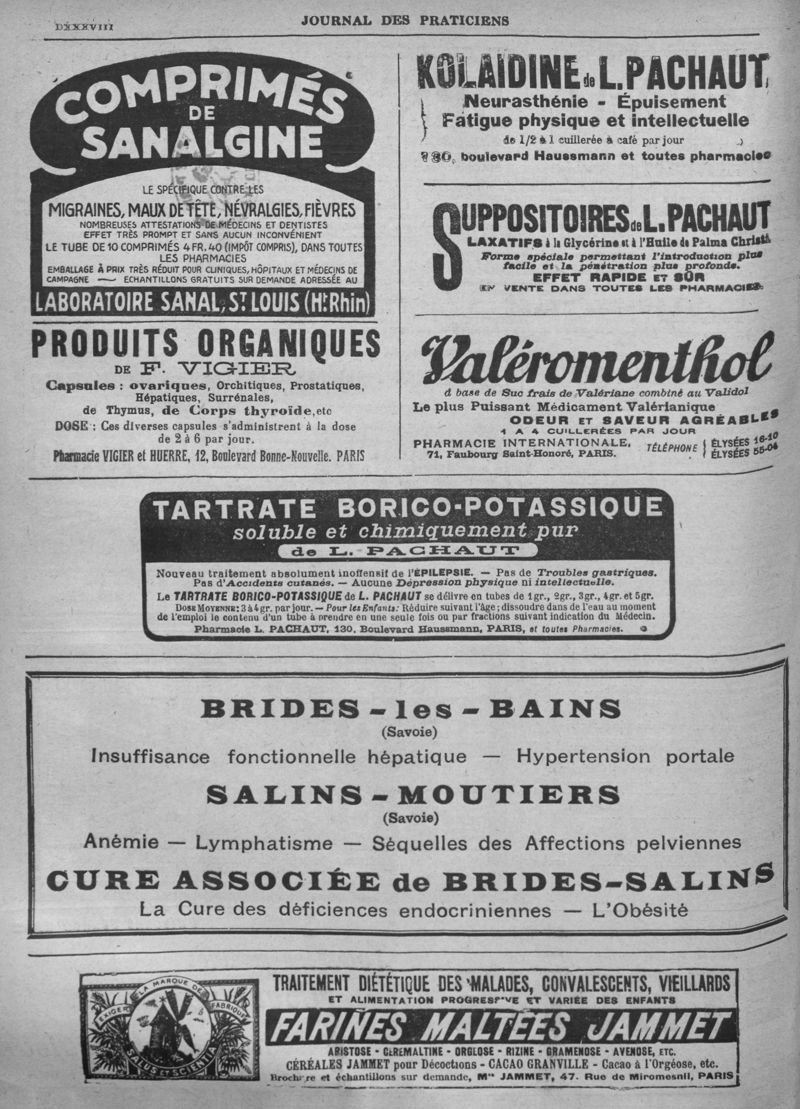 DXXXVIII
JOURNAL DES PRATICIENS
COMPRIMÉS
DE
SANALGINE
LE SPÉCIFIQUE CONTRE LES
MIGRAINES, MAUX DE TÊTE, NÉVRALGIES, FIÈVRES
NOMBREUSES ATTESTATIONS DE MÉDECINS ET DENTISTES
EFFET TRÈS PROMPT ET SANS AUCUN INCONVÉNIENT
LE TUBE DE 10 COMPRIMÉS 4 FR. 40 (IMPÔT COMPRIS), DANS TOUTES
LES PHARMACIES
EMBALLAGE À PRIX TRÈS RÉDUIT POUR CLINIQUES, HÔPITAUX ET MÉDECINS DE
CAMPAGNE — ECHANTILLONS GRATUITS SUR DEMANDE ADRESSÉE AU
LABORATOIRE SANAL, ST LOUIS (Ht Rhin)
PRODUITS ORGANIQUES
DE F. VIGIER
Capsules : ovariques, Orchitiques, Prostatiques,
Hépatiques, Surrénales,
de Thymus, de Corps thyroïde, etc
DOSE : Ces diverses capsules s'administrent à la dose
de 2 à 6 par jour.
Pharmacie VIGIER et HUERRE, 12, Boulevard Bonne-Nouvelle. PARIS
KOLAIDINE de L. PACHAUT,
Neurasthénie - Épuisement
Fatigue physique et intellectuelle
de 1/2 à 1 cuillerée à café par jour
boulevard Haussmann et toutes pharmacies
SUPPOSITOIRES de L. PACHAUT
LAXATIFS à la Glycérine et à l'Huile de Palma Christi
Forme spéciale permettant l'introduction plus
facile et la pénétration plus profonde.
EFFET RAPIDE ET SÛR
EN VENTE DANS TOUTES LES PHARMACIES
Valéromenthol
à base de Suc frais de Valériane combiné au Validol
Le plus Puissant Médicament Valérianique
ODEUR ET SAVEUR AGRÉABLES
1 A 4 CUILLERÉES PAR JOUR
PHARMACIE INTERNATIONALE,
71, Faubourg Saint-Honoré, PARIS.
TÉLÉPHONE
ÉLYSÉES 16-10
ÉLYSÉES 55-04
TARTRATE BORICO-POTASSIQUE
soluble et chimiquement pur
de L. PACHAUT
Nouveau traitement absolument inoffensif de l'ÉPILEPSIE. — Pas de Troubles gastriques.
Pas d'Accidents cutanés. — Aucune Dépression physique ni intellectuelle.
Le TARTRATE BORICO-POTASSIQUE de L. PACHAUT se délivre en tubes de 1 gr., 2gr., 3gr., 4gr. et 5gr.
DOSE MOYENNE: 3 à 4 gr. par jour. — Pour les Enfants: Réduire suivant l'âge; dissoudre dans de l'eau au moment
de l'emploi le contenu d'un tube à prendre en une seule fois ou par fractions suivant indication du Médecin.
Pharmacie L. PACHAUT, 130, Boulevard Haussmann, PARIS, et toutes Pharmacies.
BRIDES - les - BAINS
(Savoie)
Insuffisance fonctionnelle hépatique — Hypertension portale
SALINS - MOUTIERS
(Savoie)
Anémie — Lymphatisme — Séquelles des Affections pelviennes
CURE ASSOCIÉE de BRIDES-SALINS
La Cure des déficiences endocriniennes — L'Obésité
EXIGER LA MARQUE DE FABRIQUE
SALUS ET SCIENTIA
TRAITEMENT DIÉTÉTIQUE DES MALADES, CONVALESCENTS, VIEILLARDS
ET ALIMENTATION PROGRESSIVE ET VARIÉE DES ENFANTS
FARINES MALTÉES JAMMET
ARISTOSE - CEREMALTINE - ORGEOSE - RIZINE - GRAMENOSE - AVENOSE, ETC.
CÉRÉALES JAMMET pour Décoctions - CACAO GRANVILLE - Cacao à l'Orgéose, etc.
Brochure et échantillons sur demande, Mon JAMMET, 47, Rue de Miromesnil, PARIS